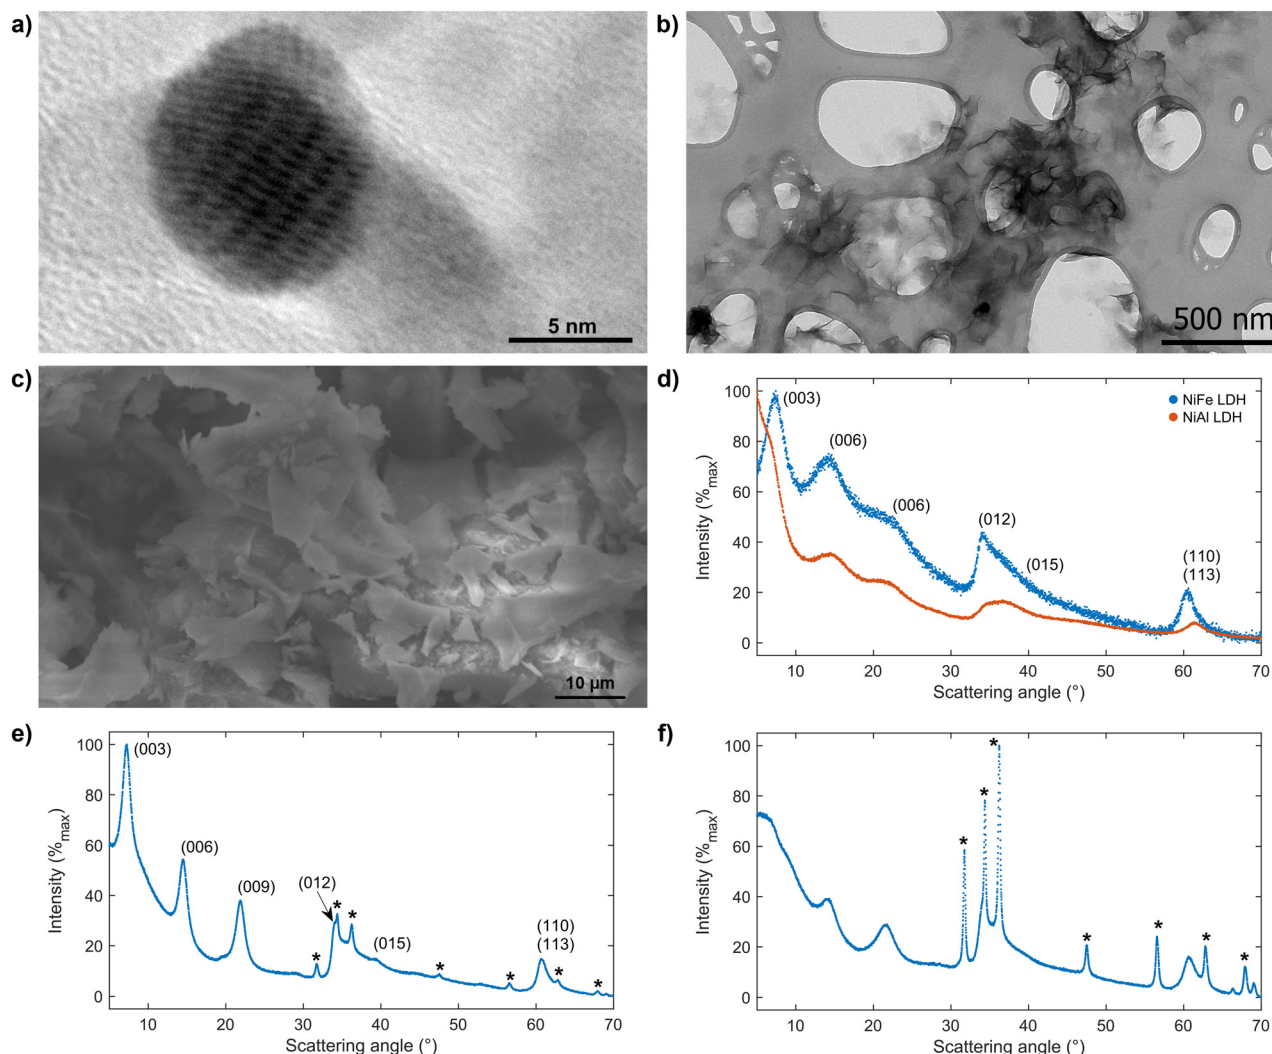 a)
5 nm
b)
500 nm
c)
10 µm
d)
Intensity (%max)
100
80
60
40
20
0
(003)
(006)
(006)
(012)
(015)
(110)
(113)
NiFe LDH
NiAl LDH
10 20 30 40 50 60 70
Scattering angle (°)
e)
Intensity (%max)
100
80
60
40
20
0
(003)
(006)
(009)
(012)
* * *
(015)
* *
(110)
(113)
* *
10 20 30 40 50 60 70
Scattering angle (°)
f)
Intensity (%max)
100
80
60
40
20
0
* * * * * * *
10 20 30 40 50 60 70
Scattering angle (°)